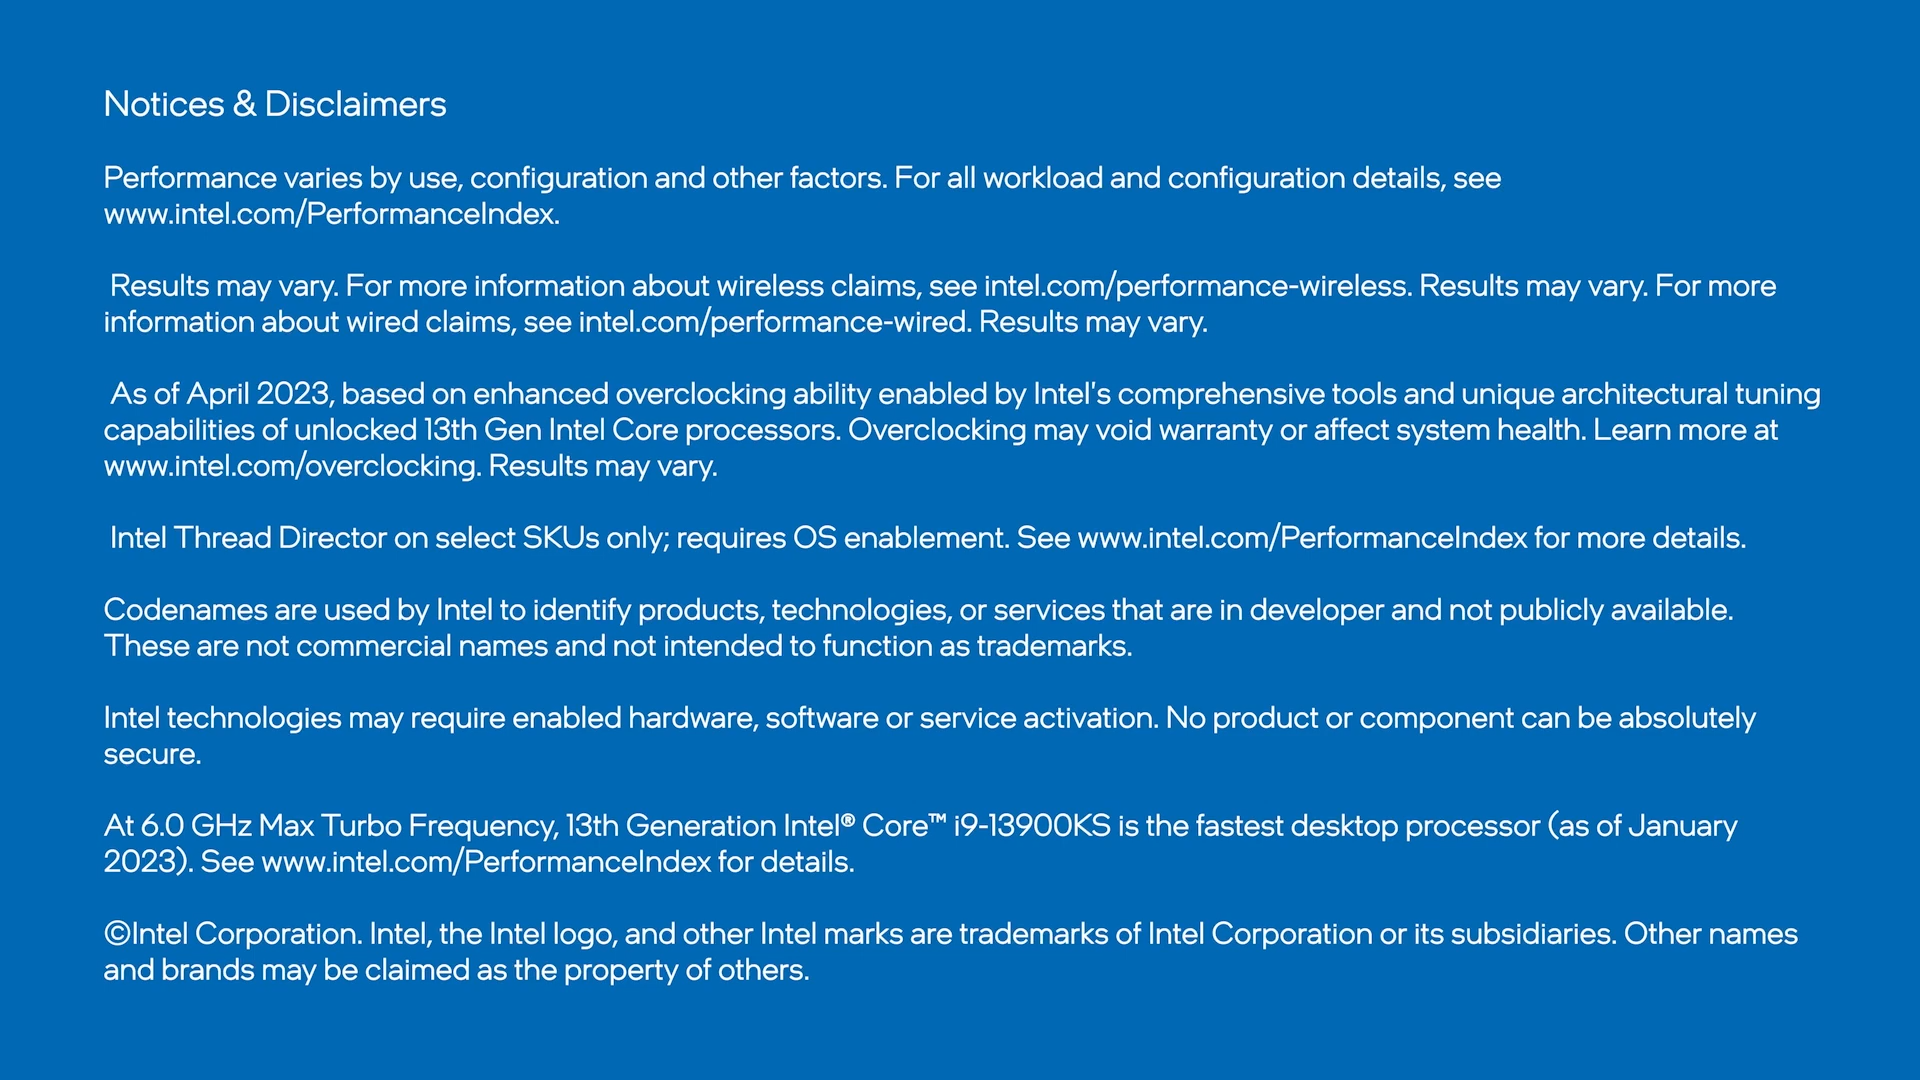 Notices & Disclaimers
Performance varies by use, configuration and other factors. For all workload and configuration details, see
www.intel.com/PerformanceIndex.
Results may vary. For more information about wireless claims, see intel.com/performance-wireless. Results may vary. For more
information about wired claims, see intel.com/performance-wired. Results may vary.
As of April 2023, based on enhanced overclocking ability enabled by Intel's comprehensive tools and unique architectural tuning
capabilities of unlocked 13th Gen Intel Core processors. Overclocking may void warranty or affect system health. Learn more at
www.intel.com/overclocking. Results may vary.
Intel Thread Director on select SKUs only; requires OS enablement. See www.intel.com/PerformanceIndex for more details.
Codenames are used by Intel to identify products, technologies, or services that are in developer and not publicly available.
These are not commercial names and not intended to function as trademarks.
Intel technologies may require enabled hardware, software or service activation. No product or component can be absolutely
secure.
At 6.0 GHz Max Turbo Frequency, 13th Generation Intel® Core™ i9-13900KS is the fastest desktop processor (as of January
2023). See www.intel.com/PerformanceIndex for details.
©Intel Corporation. Intel, the Intel logo, and other Intel marks are trademarks of Intel Corporation or its subsidiaries. Other names
and brands may be claimed as the property of others.